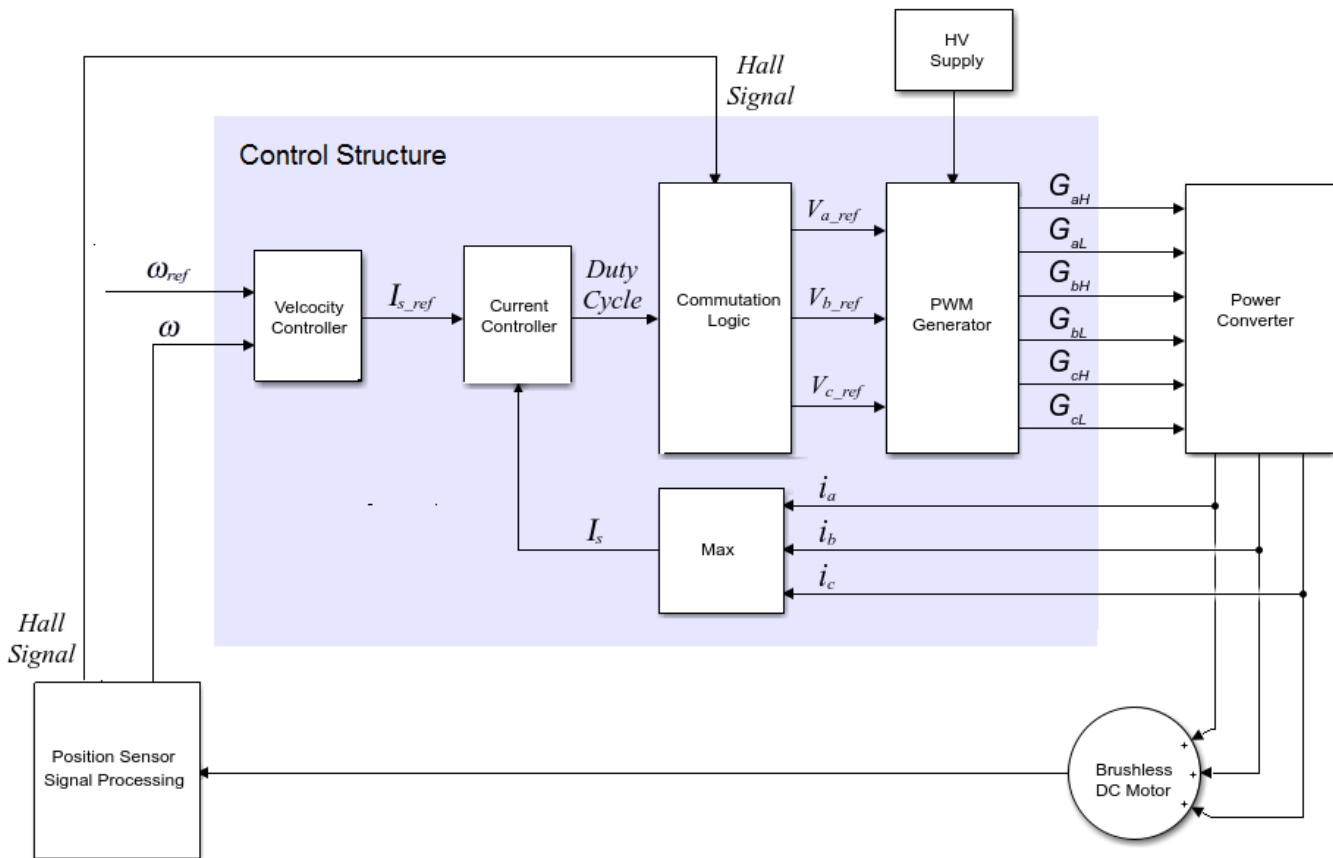 HV
Supply
Hall
Signal
Control Structure
ω_ref
ω
Velcocity
Controller
I_s_ref
Current
Controller
Duty
Cycle
Commutation
Logic
V_a_ref
V_b_ref
V_c_ref
PWM
Generator
G_aH
G_aL
G_bH
G_bL
G_cH
G_cL
Power
Converter
I_s
Max
i_a
i_b
i_c
Hall
Signal
Position Sensor
Signal Processing
Brushless
DC Motor
+
+
+